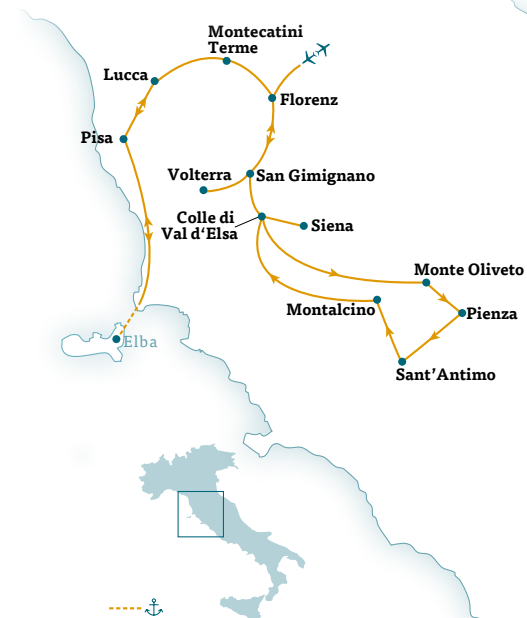 Montecatini
Terme
Lucca
Florenz
Pisa
Volterra
San Gimignano
Colle di
Val d‘Elsa
Siena
Monte Oliveto
Montalcino
Pienza
Elba
Sant’Antimo